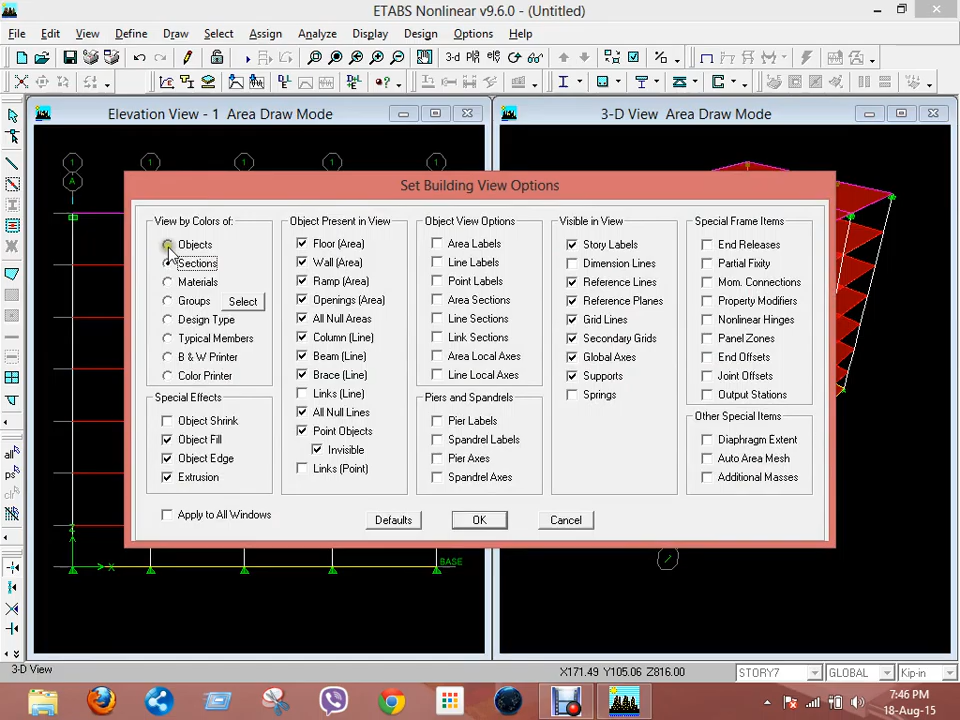 ETABS Nonlinear v9.6.0 - (Untitled)
File Edit View Define Draw Select Assign Analyze Display Design Options Help
3-d
Elevation View - 1 Area Draw Mode
3-D View Area Draw Mode
1 1 1 1 1
A
Set Building View Options
View by Colors of:
Objects
Sections
Materials
Groups
Select
Design Type
Typical Members
B & W Printer
Color Printer
Special Effects
Object Shrink
Object Fill
Object Edge
Extrusion
Apply to All Windows
Object Present in View
Floor (Area)
Wall (Area)
Ramp (Area)
Openings (Area)
All Null Areas
Column (Line)
Beam (Line)
Brace (Line)
Links (Line)
All Null Lines
Point Objects
Invisible
Links (Point)
Object View Options
Area Labels
Line Labels
Point Labels
Area Sections
Line Sections
Link Sections
Area Local Axes
Line Local Axes
Piers and Spandrels
Pier Labels
Spandrel Labels
Pier Axes
Spandrel Axes
Visible in View
Story Labels
Dimension Lines
Reference Lines
Reference Planes
Grid Lines
Secondary Grids
Global Axes
Supports
Springs
Special Frame Items
End Releases
Partial Fixity
Mom. Connections
Property Modifiers
Nonlinear Hinges
Panel Zones
End Offsets
Joint Offsets
Output Stations
Other Special Items
Diaphragm Extent
Auto Area Mesh
Additional Masses
Defaults
OK
Cancel
all
ps
clr
X
BASE
3-D View
X171.49 Y105.06 Z816.00
STORY7
GLOBAL
Kip-in
7:46 PM
18-Aug-15